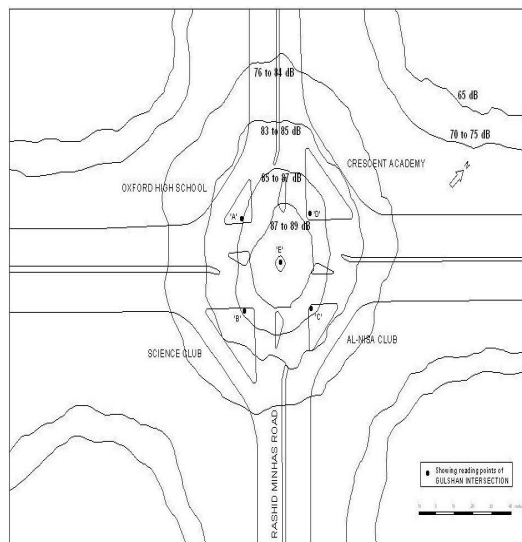 76 to 84 dB
65 dB
83 to 85 dB
70 to 75 dB
CRESCENT ACADEMY
N
65 to 87 dB
OXFORD HIGH SCHOOL
'A'
'D'
87 to 89 dB
'E'
'B'
'C'
AL-NISA CLUB
SCIENCE CLUB
RASHID MINHAS ROAD
Showing reading points of
GULSHAN INTERSECTION